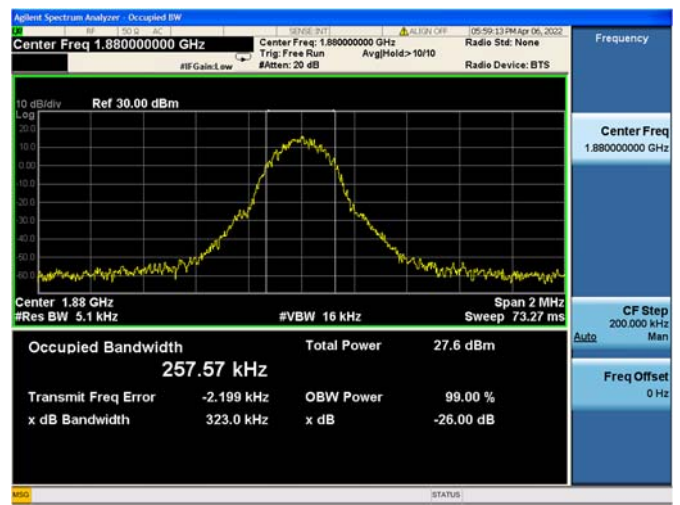 Agilent Spectrum Analyzer - Occupied BW
RF 50 Ω AC SENSE:INT ALIGN OFF 05:59:13 PM Apr 06, 2022
Center Freq 1.880000000 GHz
Center Freq: 1.880000000 GHz
Radio Std: None
Trig: Free Run Avg|Hold:> 10/10
#IFGain:Low #Atten: 20 dB
Radio Device: BTS
Frequency
10 dB/div Ref 30.00 dBm
Log
20.0
10.0
0.00
-10.0
-20.0
-30.0
-40.0
-50.0
-60.0
Center Freq
1.880000000 GHz
Center 1.88 GHz Span 2 MHz
#Res BW 5.1 kHz #VBW 16 kHz Sweep 73.27 ms
CF Step
200.000 kHz
Auto Man
Occupied Bandwidth Total Power 27.6 dBm
257.57 kHz
Freq Offset
0 Hz
Transmit Freq Error -2.199 kHz OBW Power 99.00 %
x dB Bandwidth 323.0 kHz x dB -26.00 dB
MSG STATUS